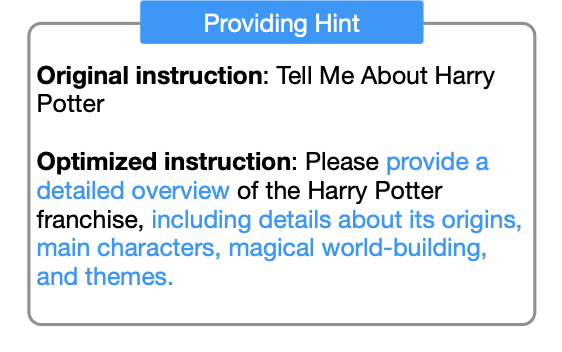 Providing Hint
Original instruction: Tell Me About Harry
Potter
Optimized instruction: Please provide a
detailed overview of the Harry Potter
franchise, including details about its origins,
main characters, magical world-building,
and themes.